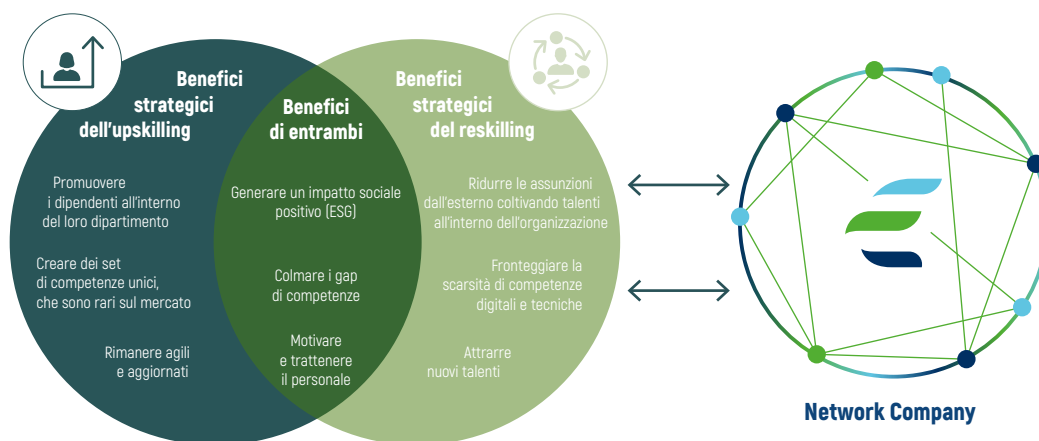 Benefici
strategici
dell'upskilling
Promuovere
i dipendenti all'interno
del loro dipartimento
Creare dei set
di competenze unici,
che sono rari sul mercato
Rimanere agili
e aggiornati
Benefici
di entrambi
Generare un impatto sociale
positivo (ESG)
Colmare i gap
di competenze
Motivare
e trattenere
il personale
Benefici
strategici
del reskilling
Ridurre le assunzioni
dall'esterno coltivando talenti
all'interno dell'organizzazione
Fronteggiare la
scarsità di competenze
digitali e tecniche
Attrarre
nuovi talenti
Network Company